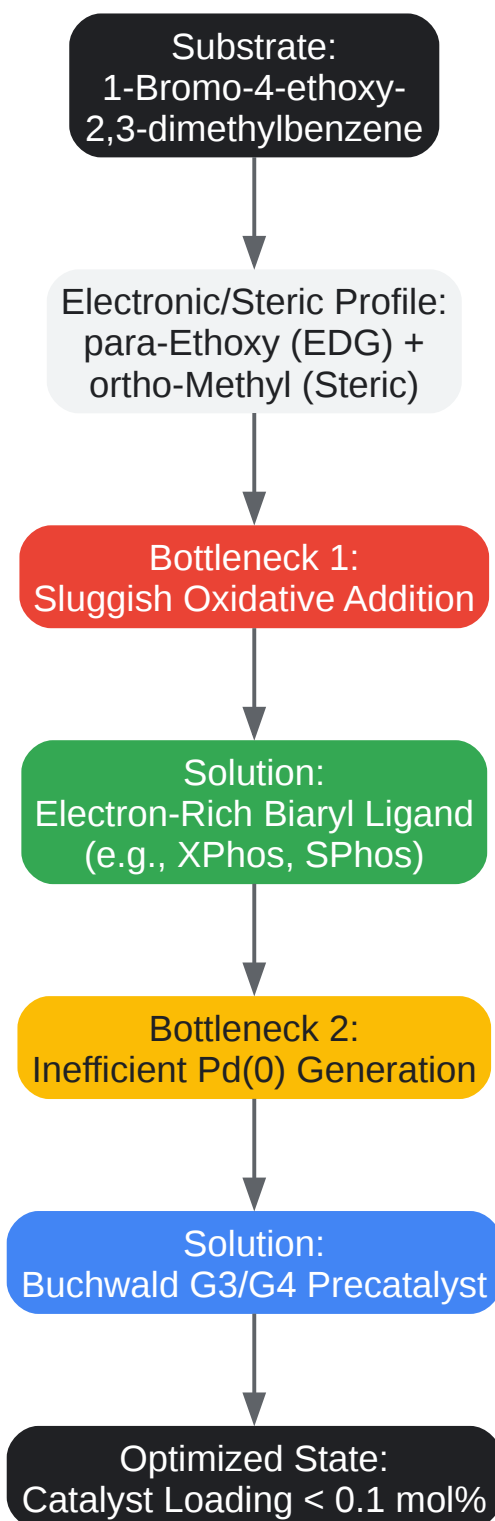 Substrate:
1-Bromo-4-ethoxy-
2,3-dimethylbenzene
Electronic/Steric Profile:
para-Ethoxy (EDG) +
ortho-Methyl (Steric)
Bottleneck 1:
Sluggish Oxidative Addition
Solution:
Electron-Rich Biaryl Ligand
(e.g., XPhos, SPhos)
Bottleneck 2:
Inefficient Pd(0) Generation
Solution:
Buchwald G3/G4 Precatalyst
Optimized State:
Catalyst Loading < 0.1 mol%